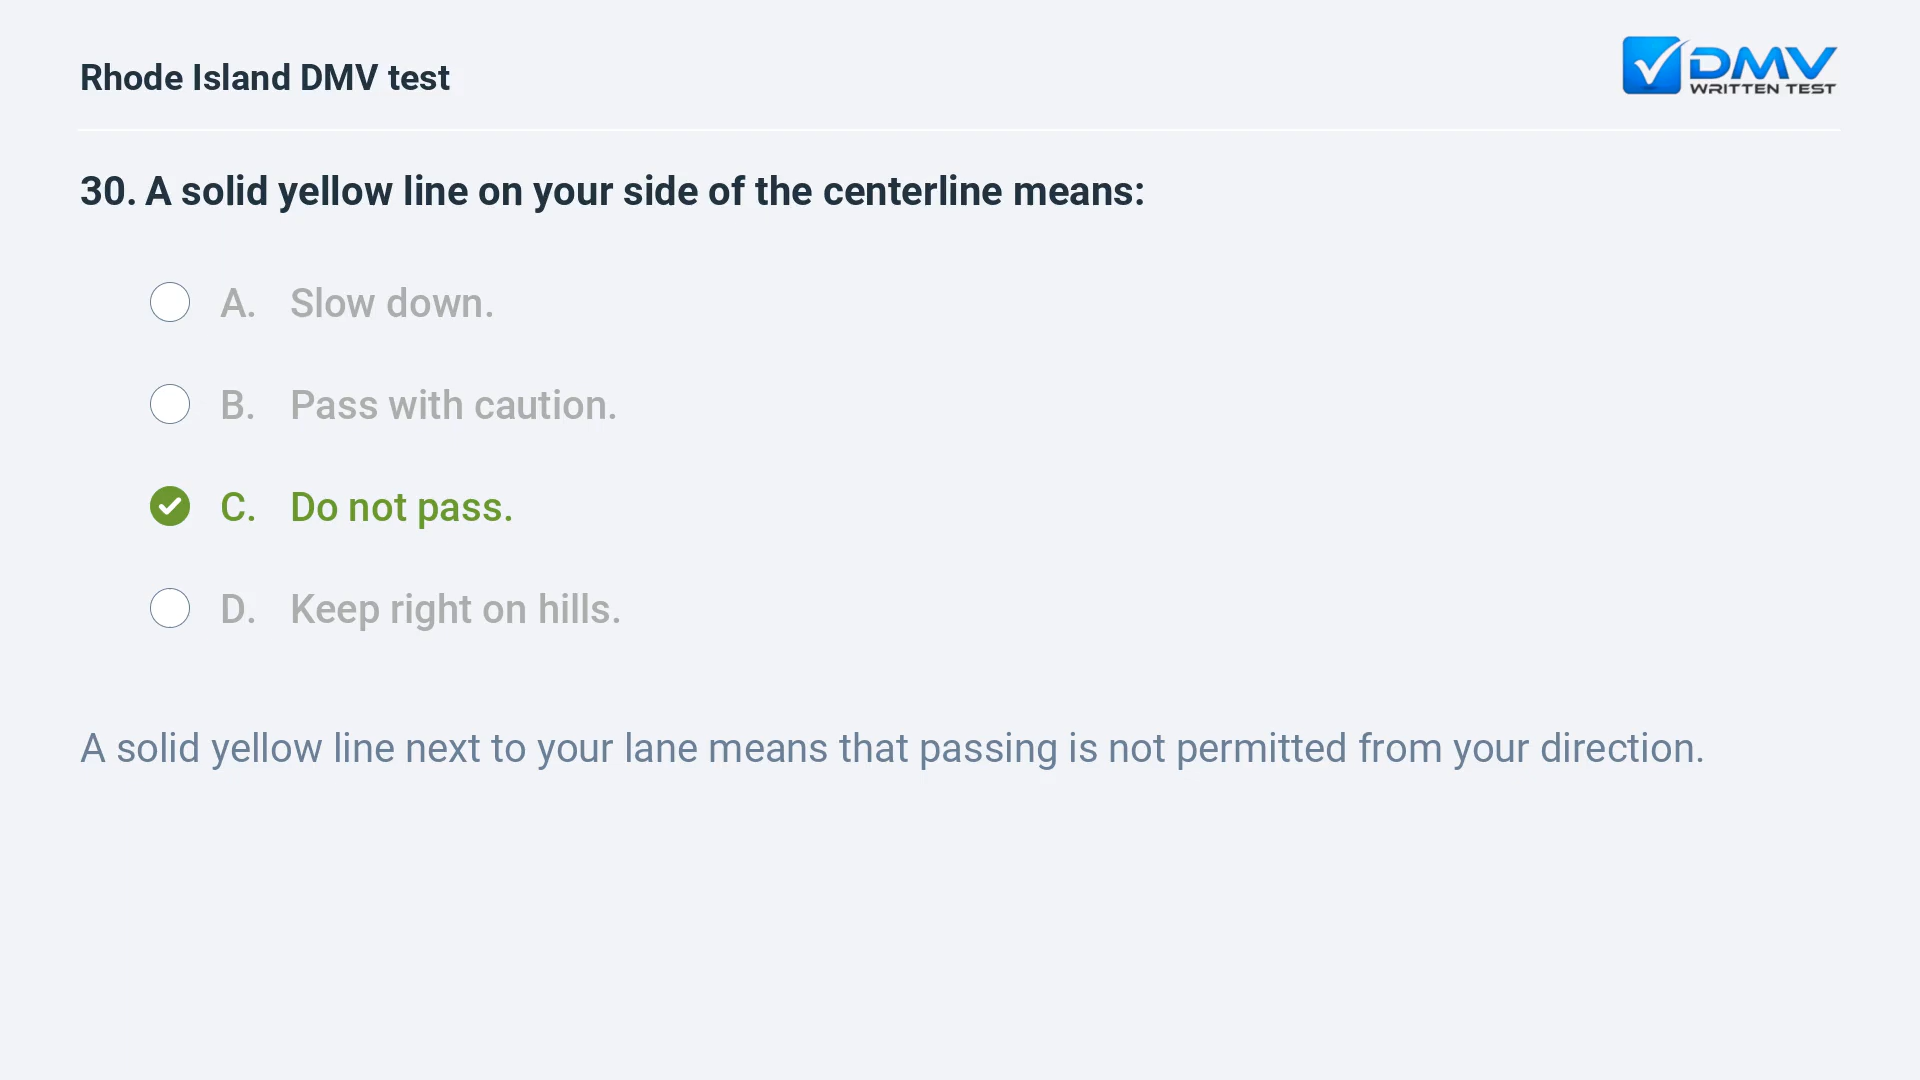 Rhode Island DMV test
DMV
WRITTEN TEST
30. A solid yellow line on your side of the centerline means:
A. Slow down.
B. Pass with caution.
C. Do not pass.
D. Keep right on hills.
A solid yellow line next to your lane means that passing is not permitted from your direction.